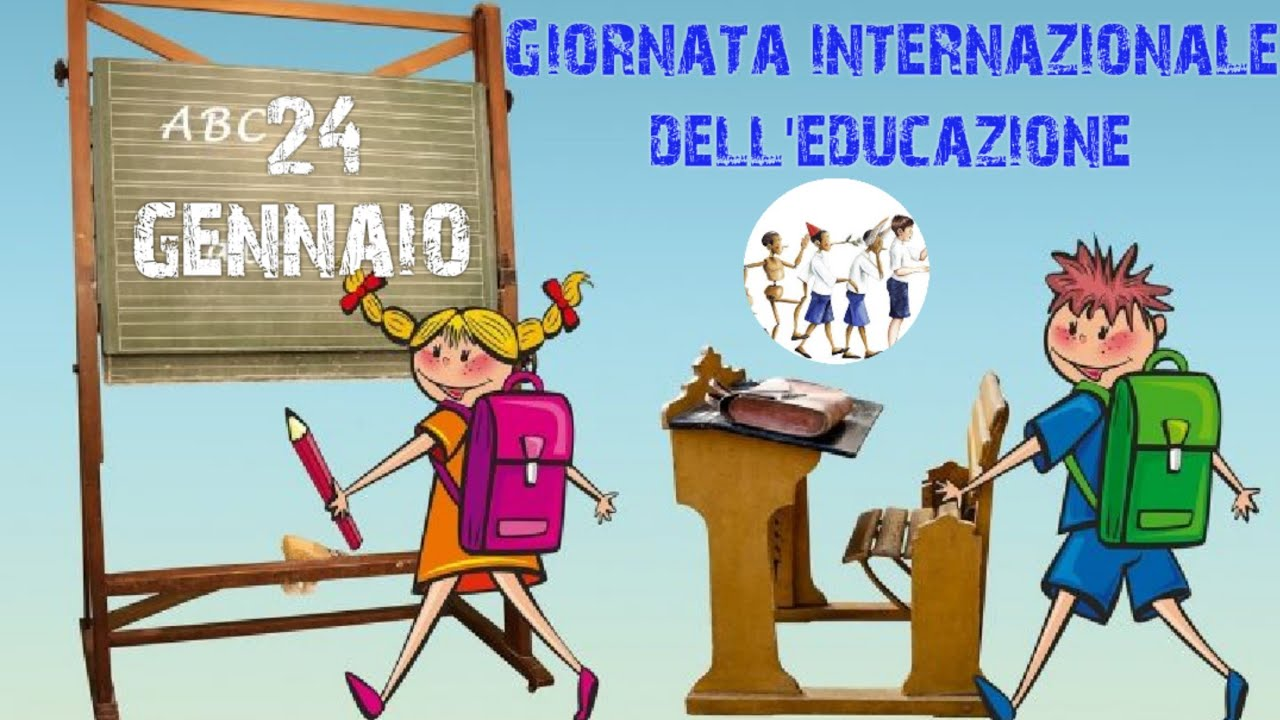 ABC
24
GENNAIO
GIORNATA INTERNAZIONALE
DELL'EDUCAZIONE